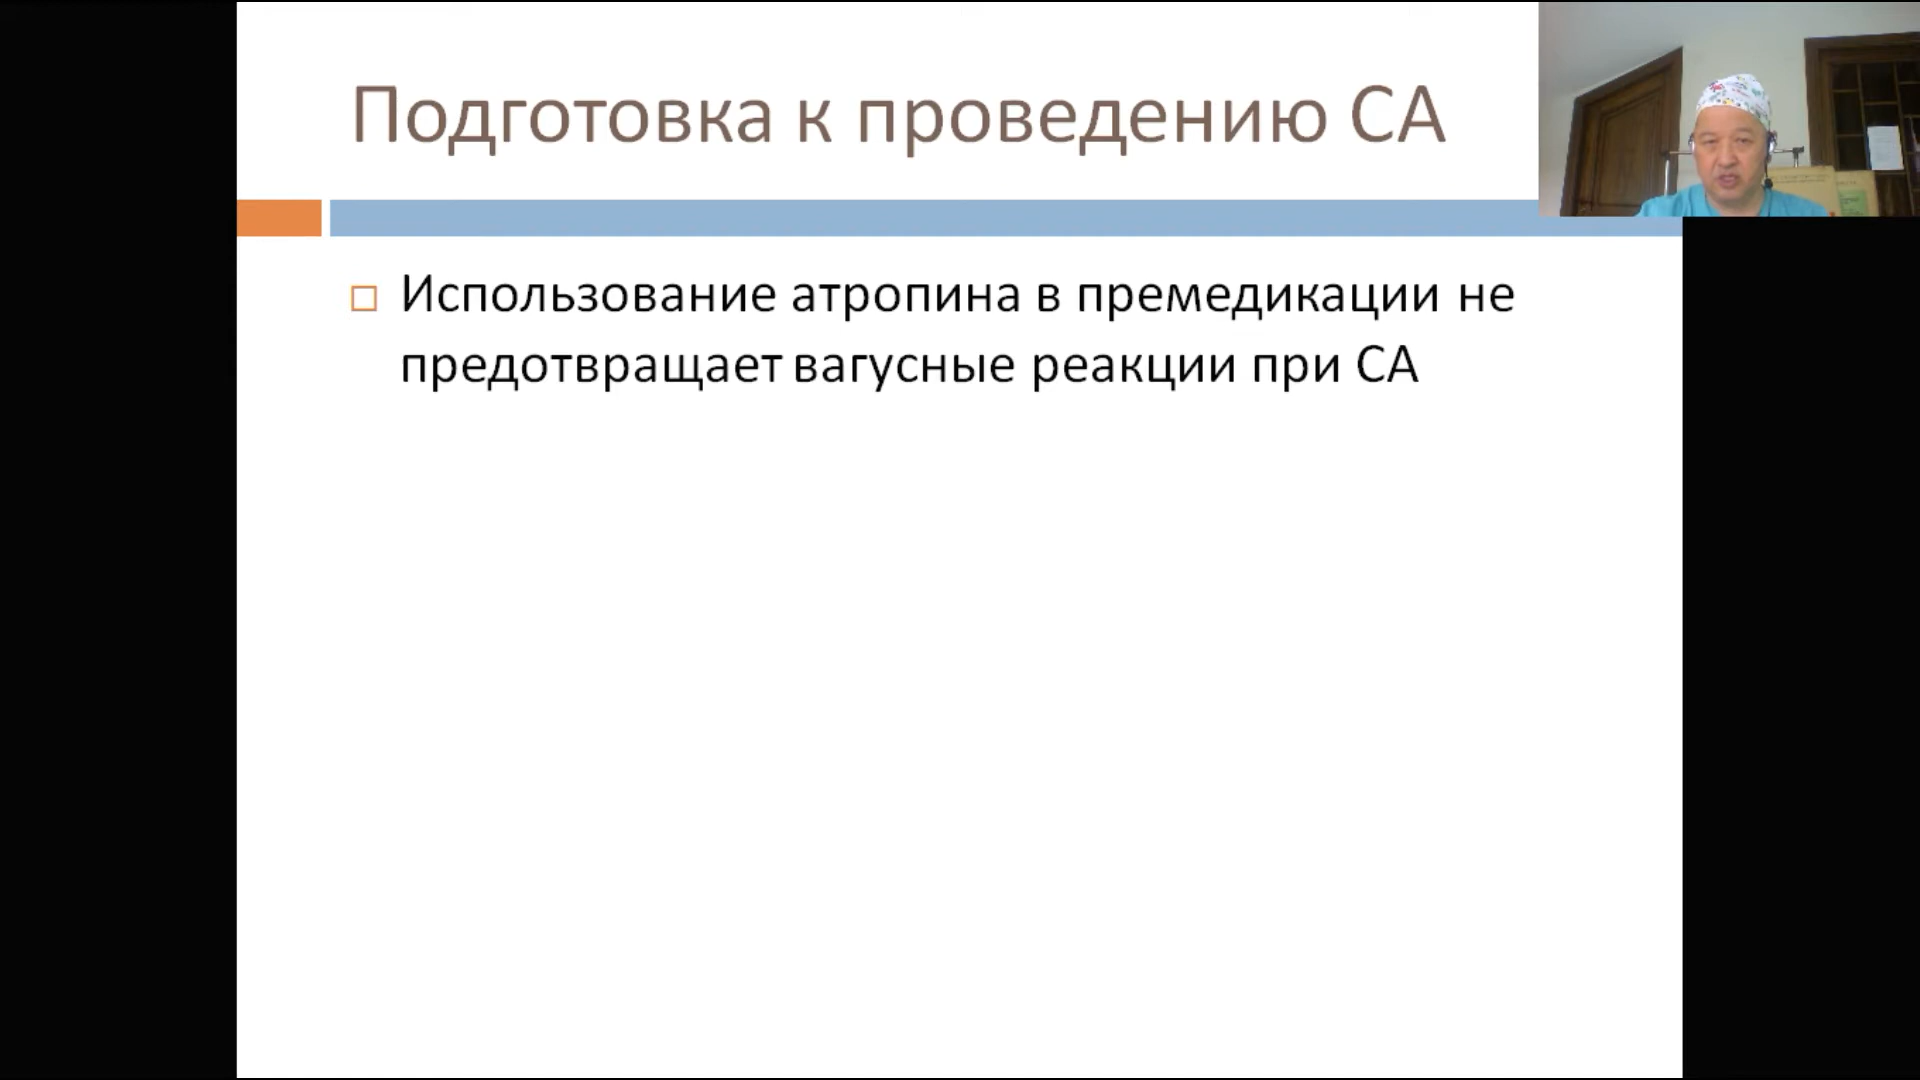 Подготовка к проведению СА
Использование атропина в премедикации не
предотвращает вагусные реакции при СА